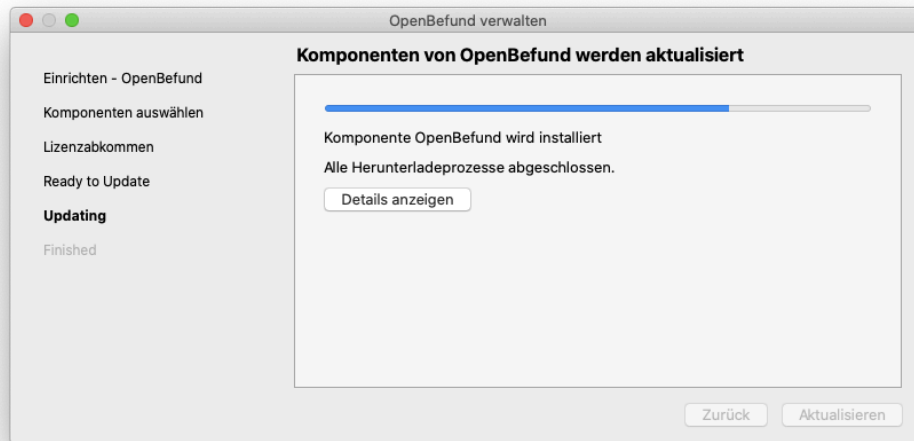 OpenBefund verwalten
Komponenten von OpenBefund werden aktualisiert
Einrichten - OpenBefund
Komponenten auswählen
Lizenzabkommen
Ready to Update
Updating
Finished
Komponente OpenBefund wird installiert
Alle Herunterladeprozesse abgeschlossen.
Details anzeigen
Zurück
Aktualisieren